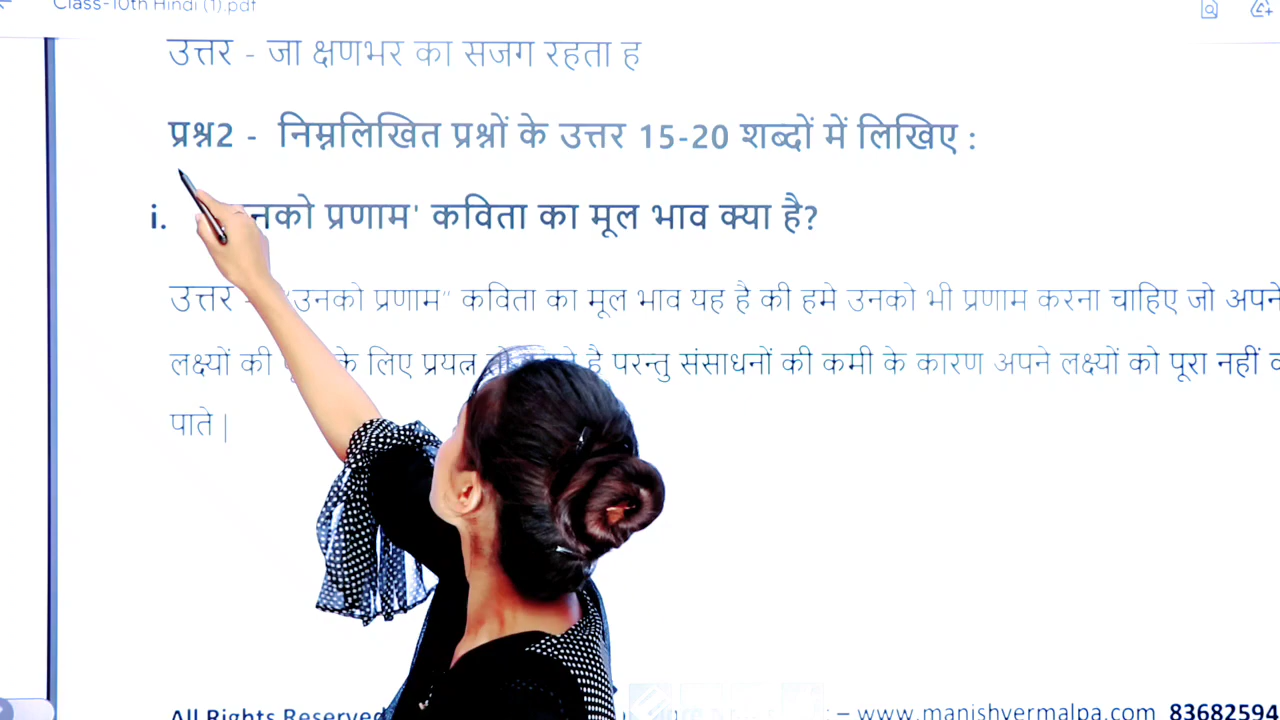 Class-10th Hindi (1).pdf
उत्तर - जा क्षणभर का सजग रहता ह
प्रश्न2 - निम्नलिखित प्रश्नों के उत्तर 15-20 शब्दों में लिखिए :
i. उनको प्रणाम' कविता का मूल भाव क्या है?
उत्तर - "उनको प्रणाम" कविता का मूल भाव यह है की हमे उनको भी प्रणाम करना चाहिए जो अपने
लक्ष्यों की के लिए प्रयत्न है परन्तु संसाधनों की कमी के कारण अपने लक्ष्यों को पूरा नहीं
पाते |
All Rights Reserved – www.manishvermalpa.com 83682594